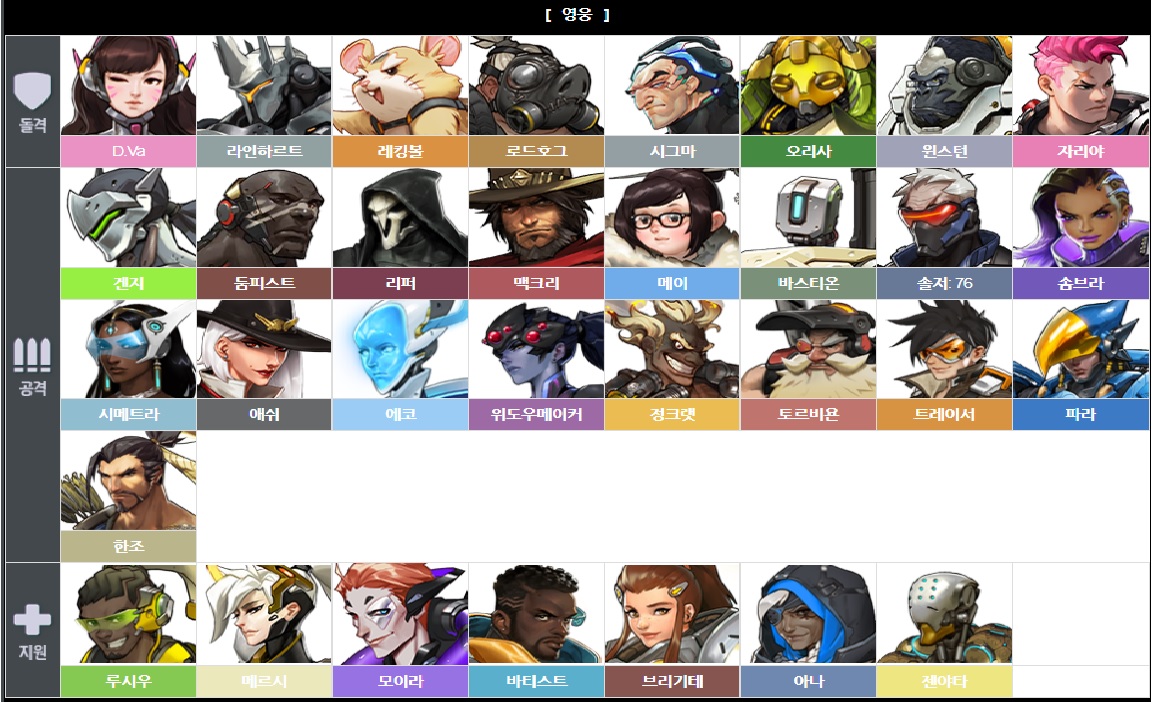 [ 영웅 ]
돌격
D.Va 라인하르트 레킹볼 로드호그 시그마 오리사 윈스턴 자리야
겐지 둠피스트 리퍼 맥크리 메이 바스티온 솔저: 76 솜브라
공격
시메트라 애쉬 에코 위도우메이커 정크랫 토르비욘 트레이서 파라
한조
지원
루시우 메르시 모이라 바티스트 브리기테 아나 젠야타